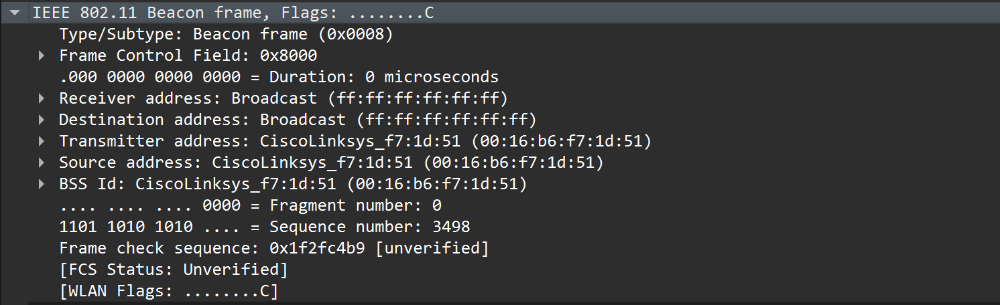 IEEE 802.11 Beacon frame, Flags: ........C
Type/Subtype: Beacon frame (0x0008)
Frame Control Field: 0x8000
.000 0000 0000 0000 = Duration: 0 microseconds
Receiver address: Broadcast (ff:ff:ff:ff:ff:ff)
Destination address: Broadcast (ff:ff:ff:ff:ff:ff)
Transmitter address: CiscoLinksys_f7:1d:51 (00:16:b6:f7:1d:51)
Source address: CiscoLinksys_f7:1d:51 (00:16:b6:f7:1d:51)
BSS Id: CiscoLinksys_f7:1d:51 (00:16:b6:f7:1d:51)
.... .... .... 0000 = Fragment number: 0
1101 1010 1010 .... = Sequence number: 3498
Frame check sequence: 0x1f2fc4b9 [unverified]
[FCS Status: Unverified]
[WLAN Flags: ........C]